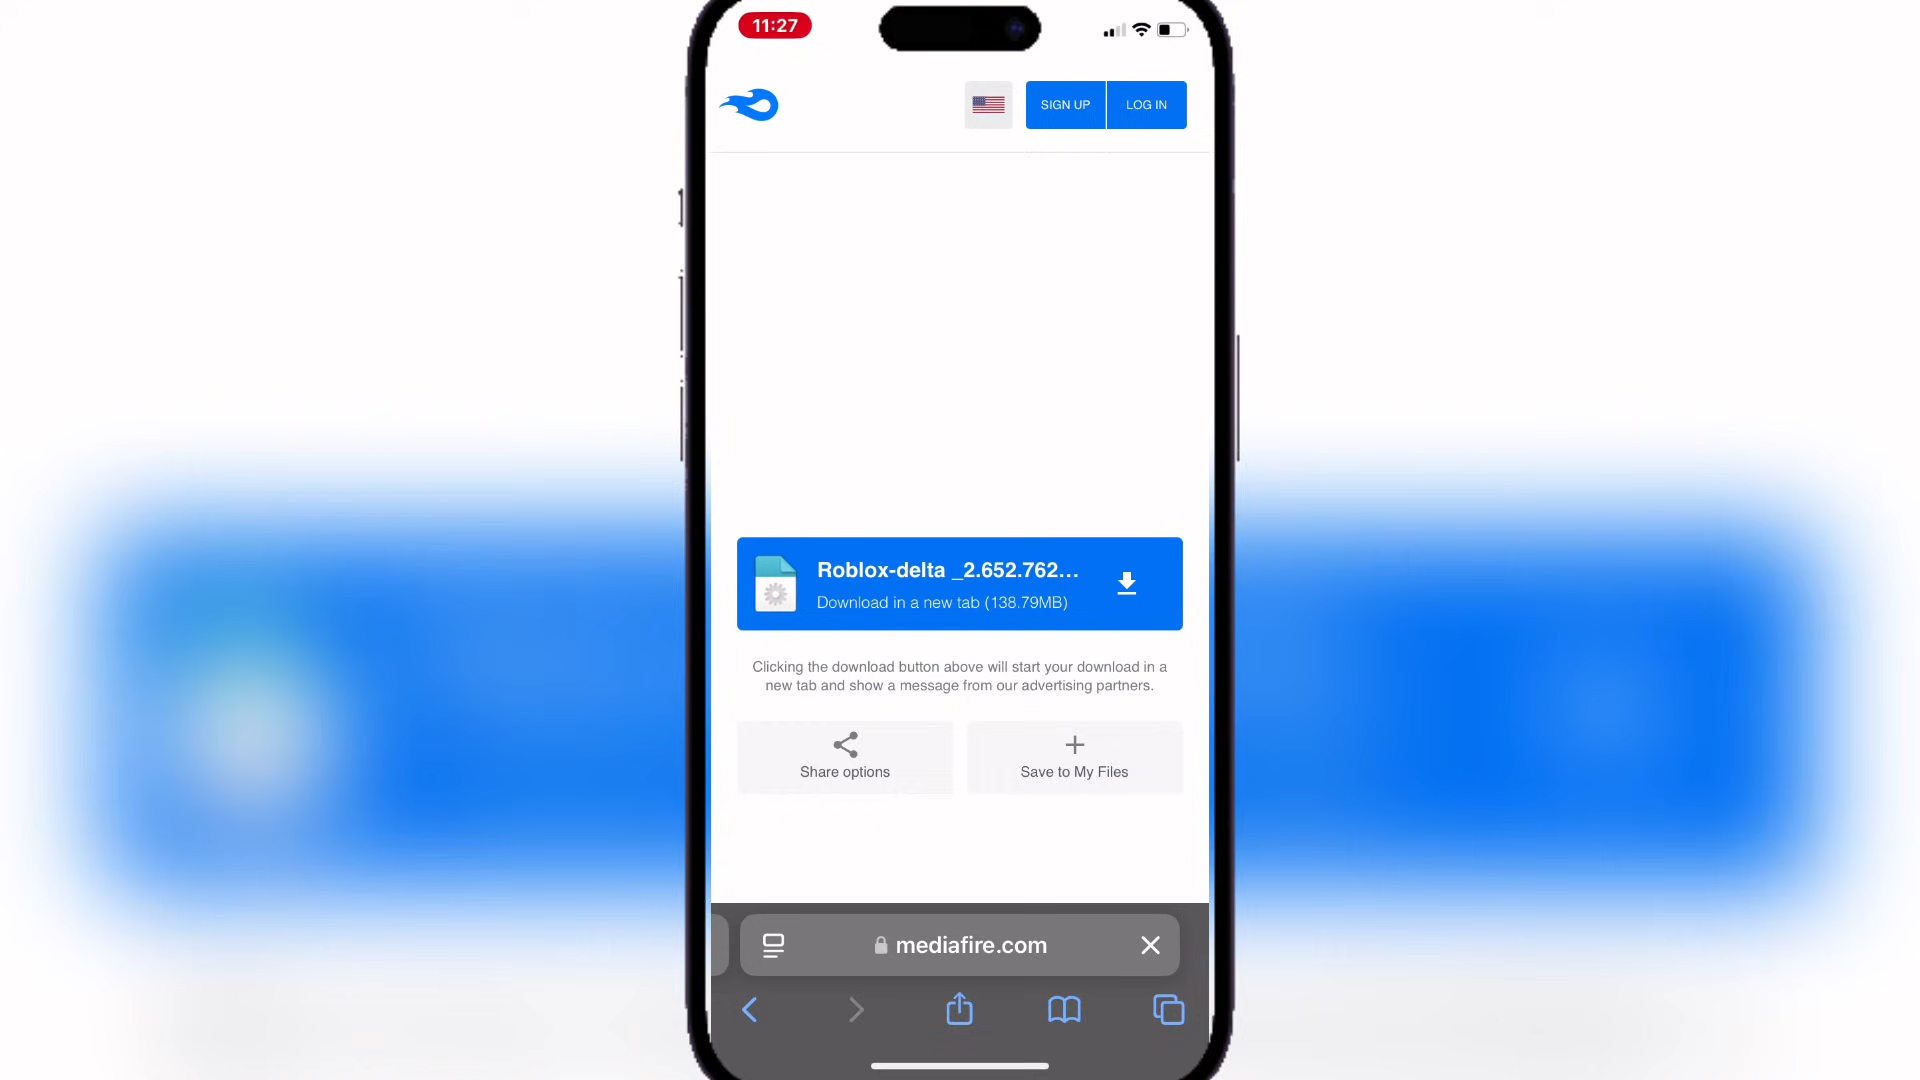 11:27
SIGN UP
LOG IN
Roblox-delta _2.652.762...
Download in a new tab (138.79MB)
Clicking the download button above will start your download in a
new tab and show a message from our advertising partners.
Share options
Save to My Files
mediafire.com